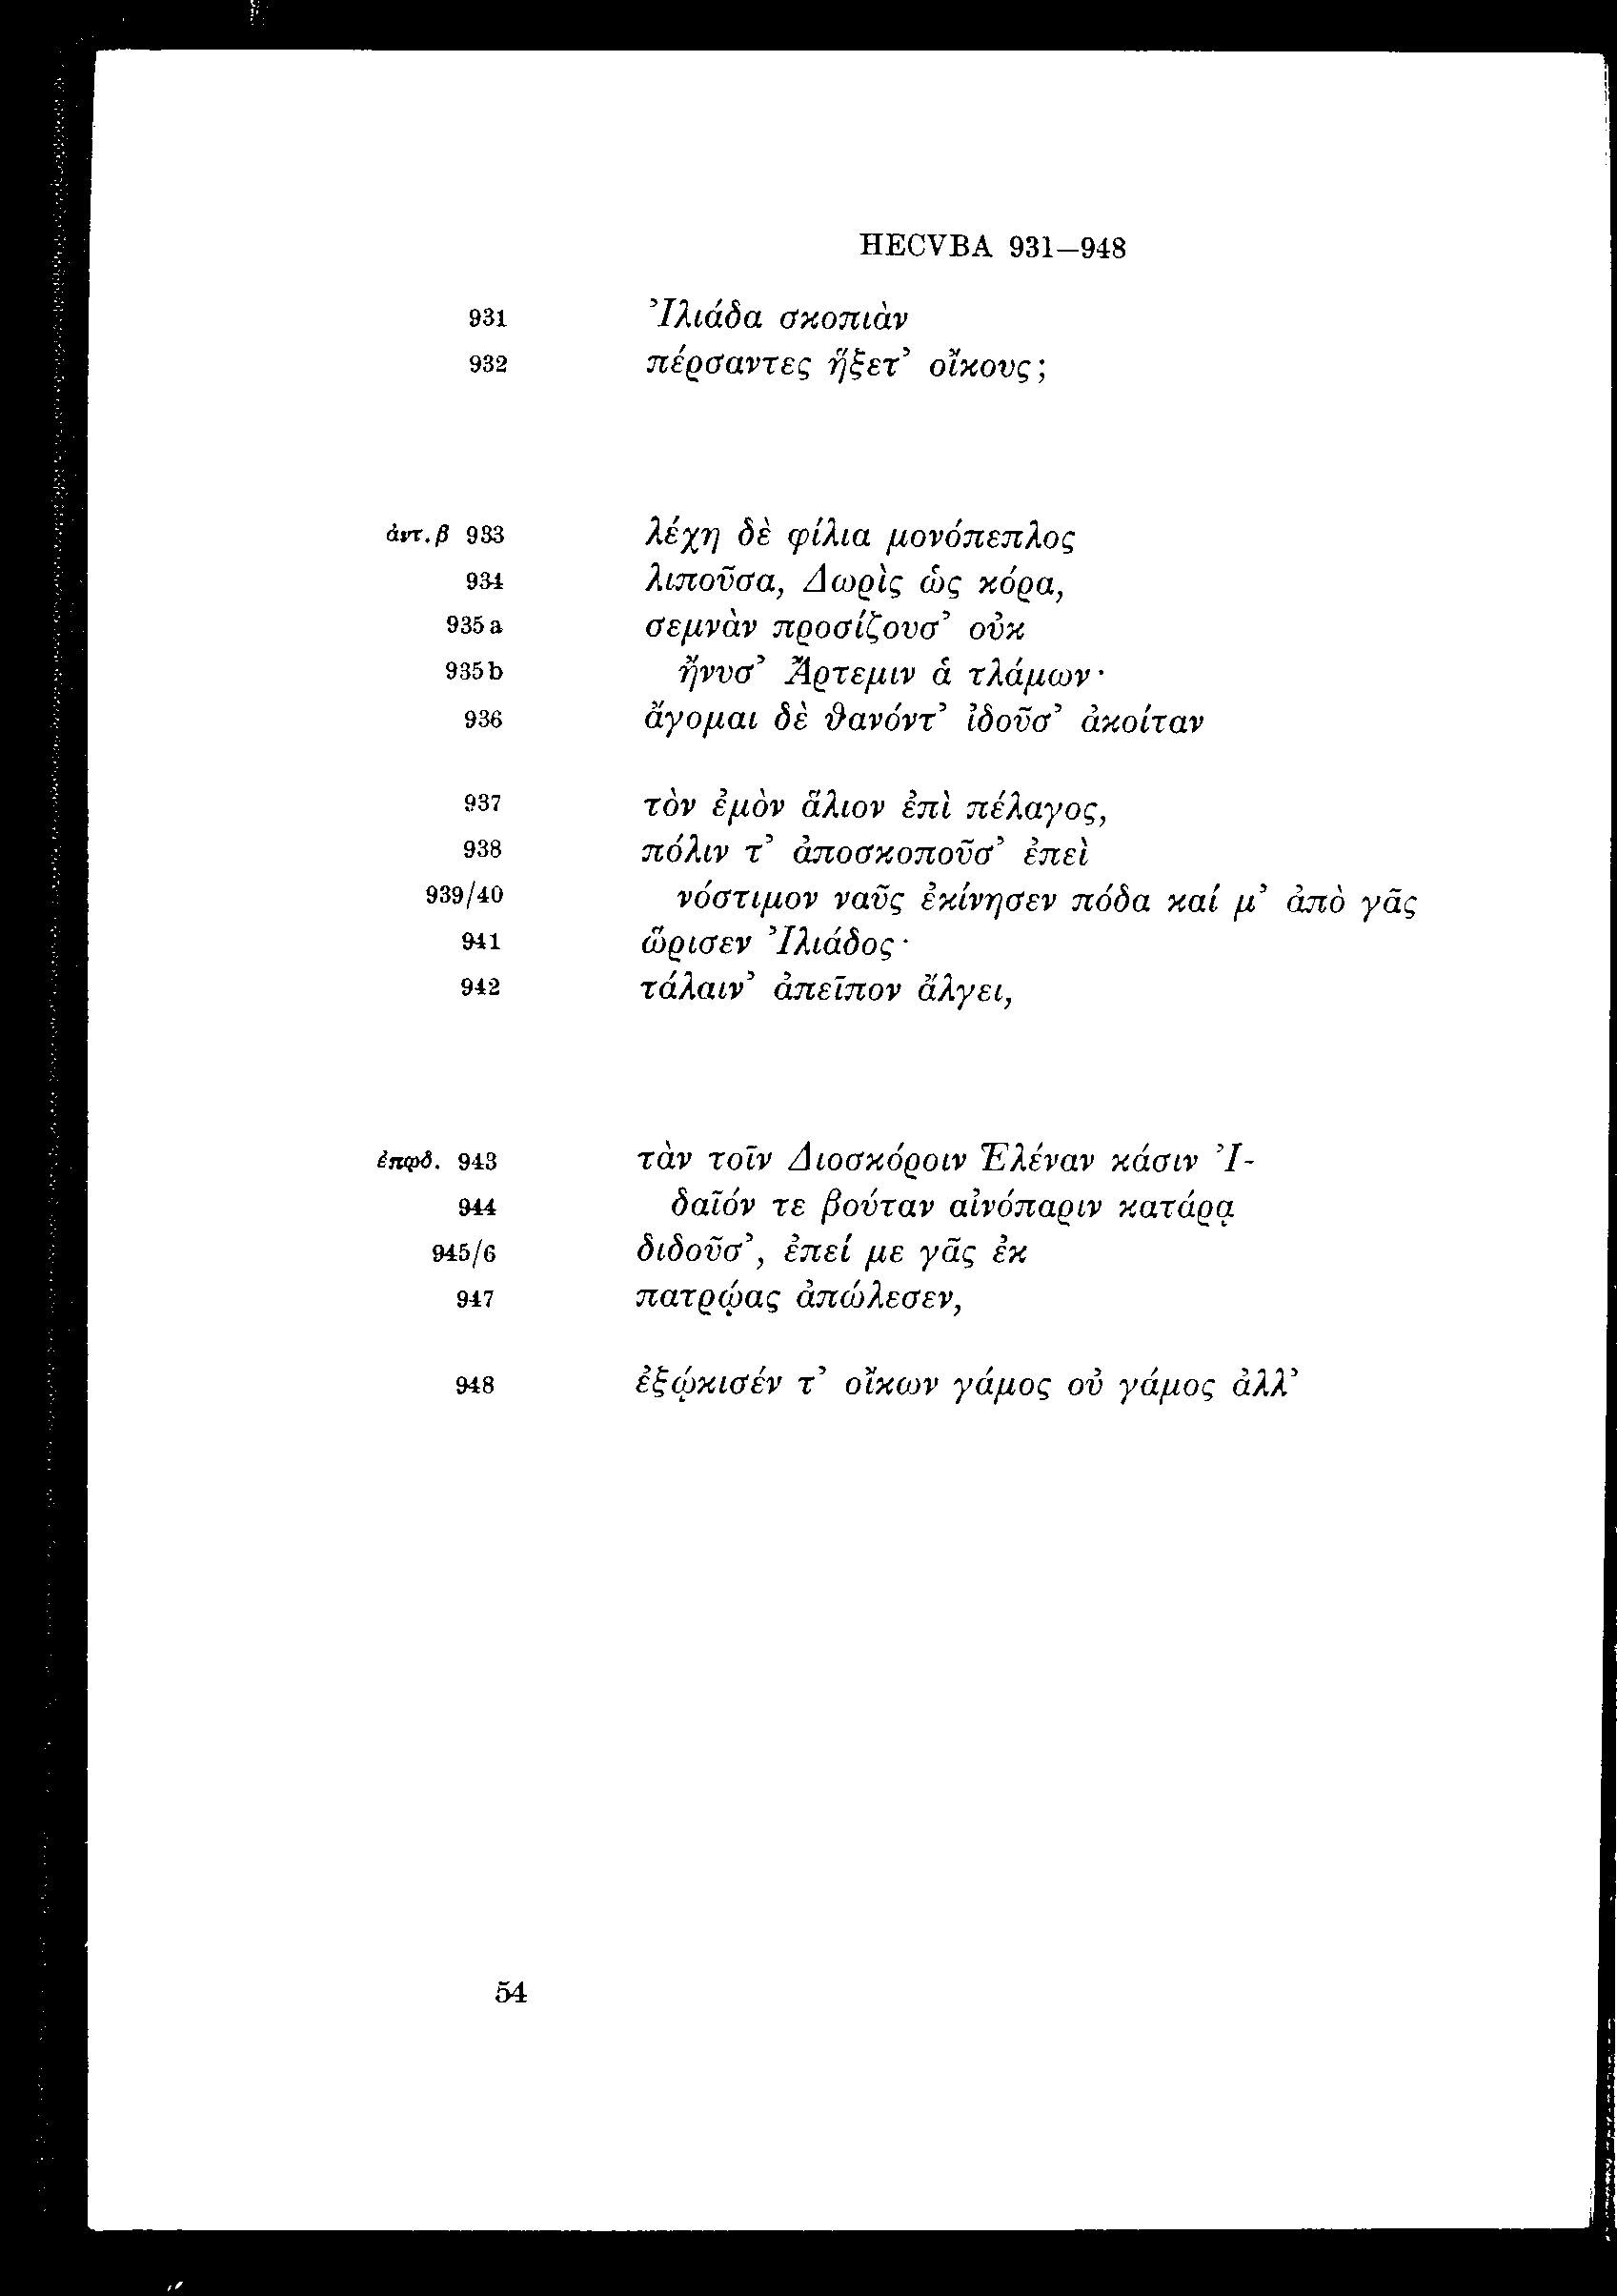 HECVBA 931—948
931 Ἰλιάδα σκοπιὰν
932 πέρσαντες ἥξετ’ οἴκους;
ἀντ.β 933 λέχη δὲ φίλια μονόπεπλος
934 λιποῦσα, Δωρὶς ὡς κόρα,
935a σεμνὰν προσίζουσ’ οὐκ
935b ἤνυσ’ Ἄρτεμιν ἁ τλάμων·
936 ἄγομαι δὲ θανόντ’ ἰδοῦσ’ ἀκοίταν
937 τὸν ἐμὸν ἅλιον ἐπὶ πέλαγος,
938 πόλιν τ’ ἀποσκοποῦσ’ ἐπεὶ
939/40 νόστιμον ναῦς ἐκίνησεν πόδα καί μ’ ἀπὸ γᾶς
941 ὥρισεν Ἰλιάδος·
942 τάλαιν’ ἀπεῖπον ἄλγει,
ἐπῳδ. 943 τὰν τοῖν Διοσκόροιν Ἑλέναν κάσιν Ἰ-
944 δαῖόν τε βούταν αἰνόπαριν κατάρᾳ
945/6 διδοῦσ’, ἐπεί με γᾶς ἐκ
947 πατρῴας ἀπώλεσεν,
948 ἐξῴκισέν τ’ οἴκων γάμος οὐ γάμος ἀλλ’
54